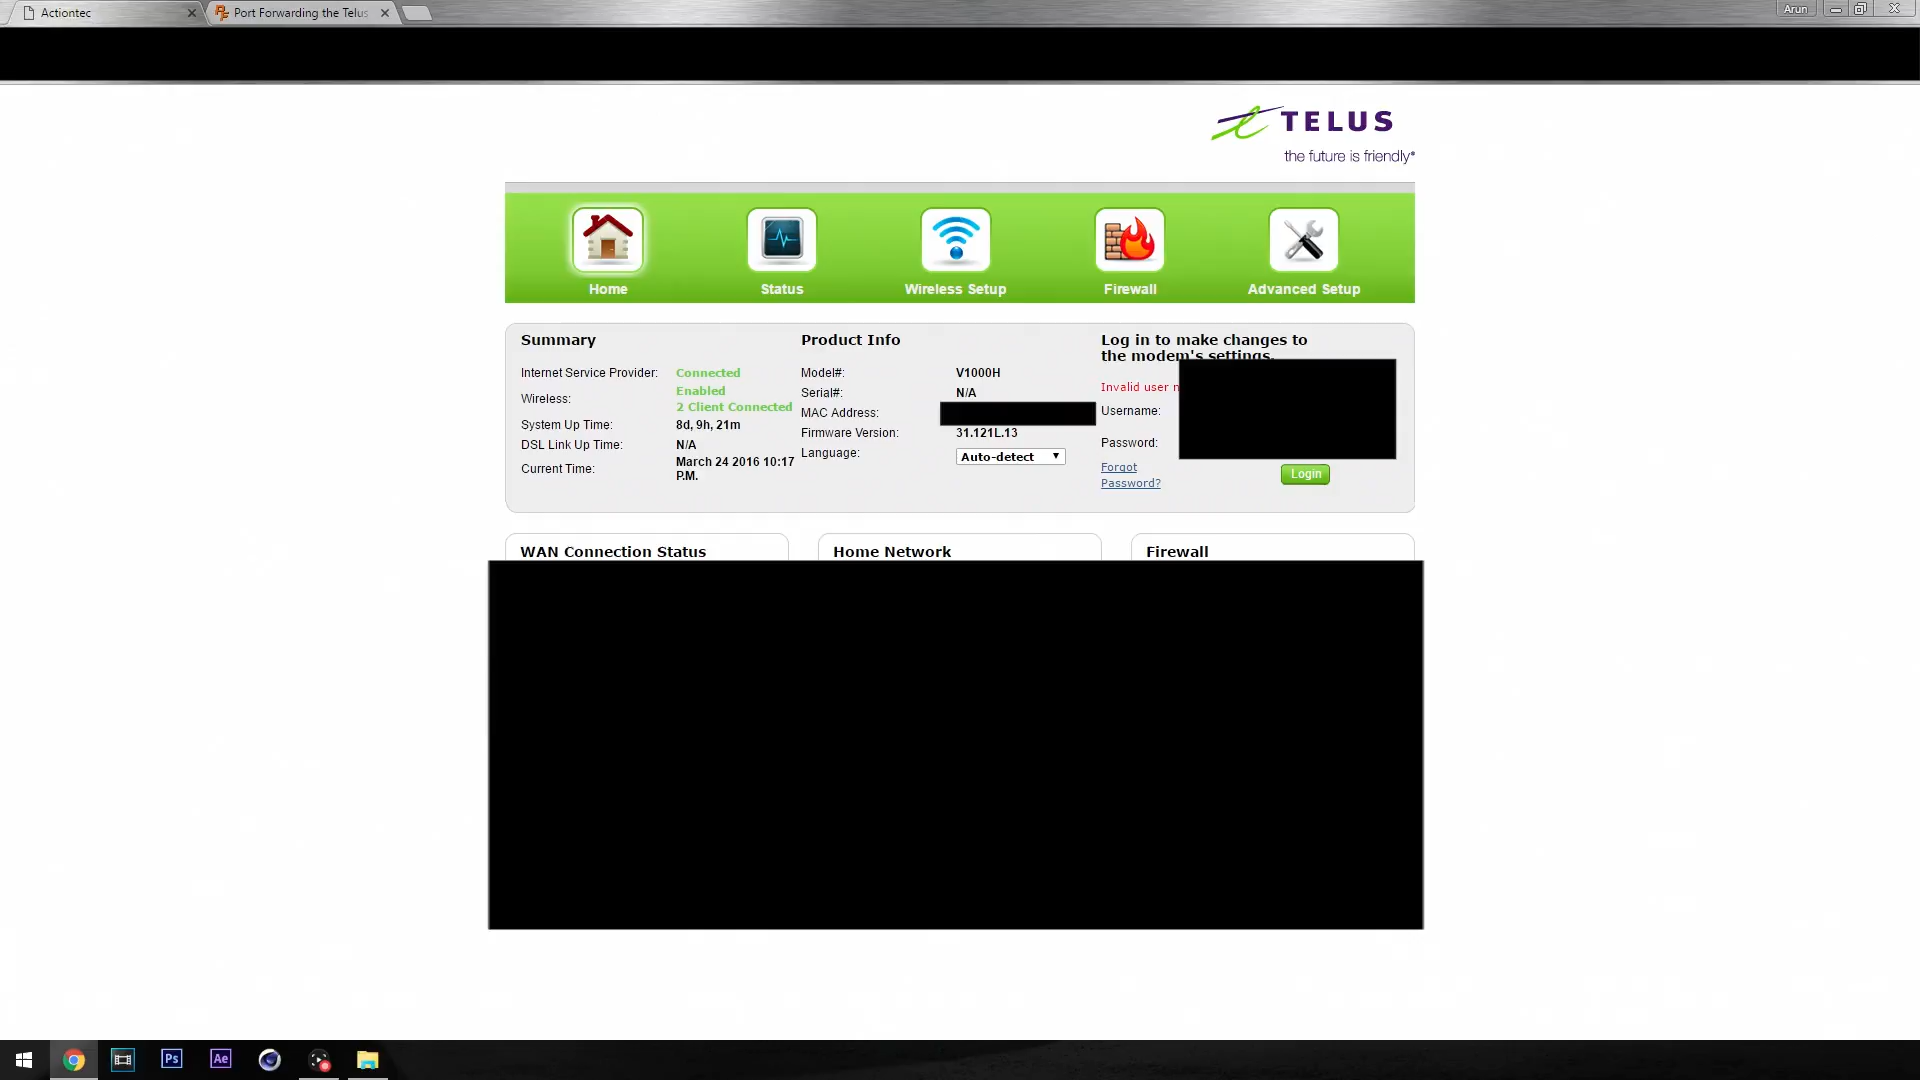 Actiontec
Port Forwarding the Telus
Arun
TELUS
the future is friendly®
Home
Status
Wireless Setup
Firewall
Advanced Setup
Summary
Internet Service Provider: Connected
Wireless: Enabled
2 Client Connected
System Up Time: 8d, 9h, 21m
DSL Link Up Time: N/A
Current Time: March 24 2016 10:17
P.M.
Product Info
Model#: V1000H
Serial#: N/A
MAC Address:
Firmware Version: 31.121L.13
Language: Auto-detect
Log in to make changes to
the modem's settings.
Invalid user
Username:
Password:
Forgot
Password?
Login
WAN Connection Status
Home Network
Firewall
Ps
Ae